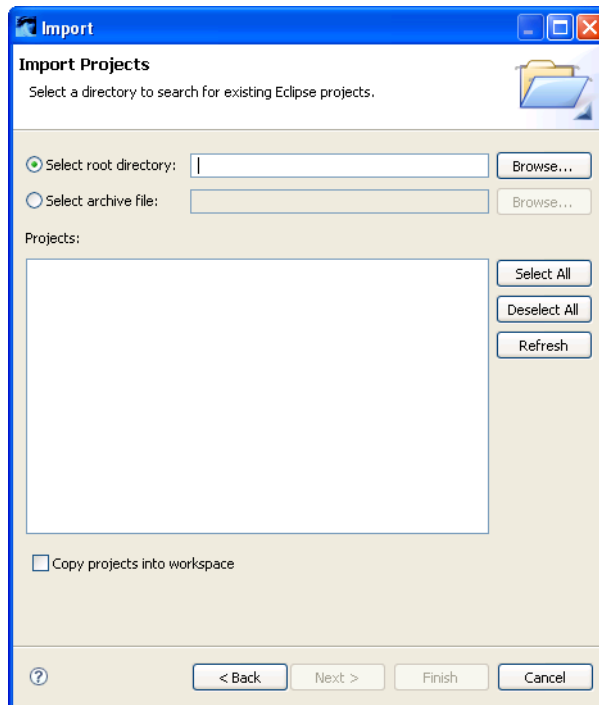 Import
Import Projects
Select a directory to search for existing Eclipse projects.
Select root directory: Browse...
Select archive file: Browse...
Projects:
Select All
Deselect All
Refresh
Copy projects into workspace
? < Back Next > Finish Cancel